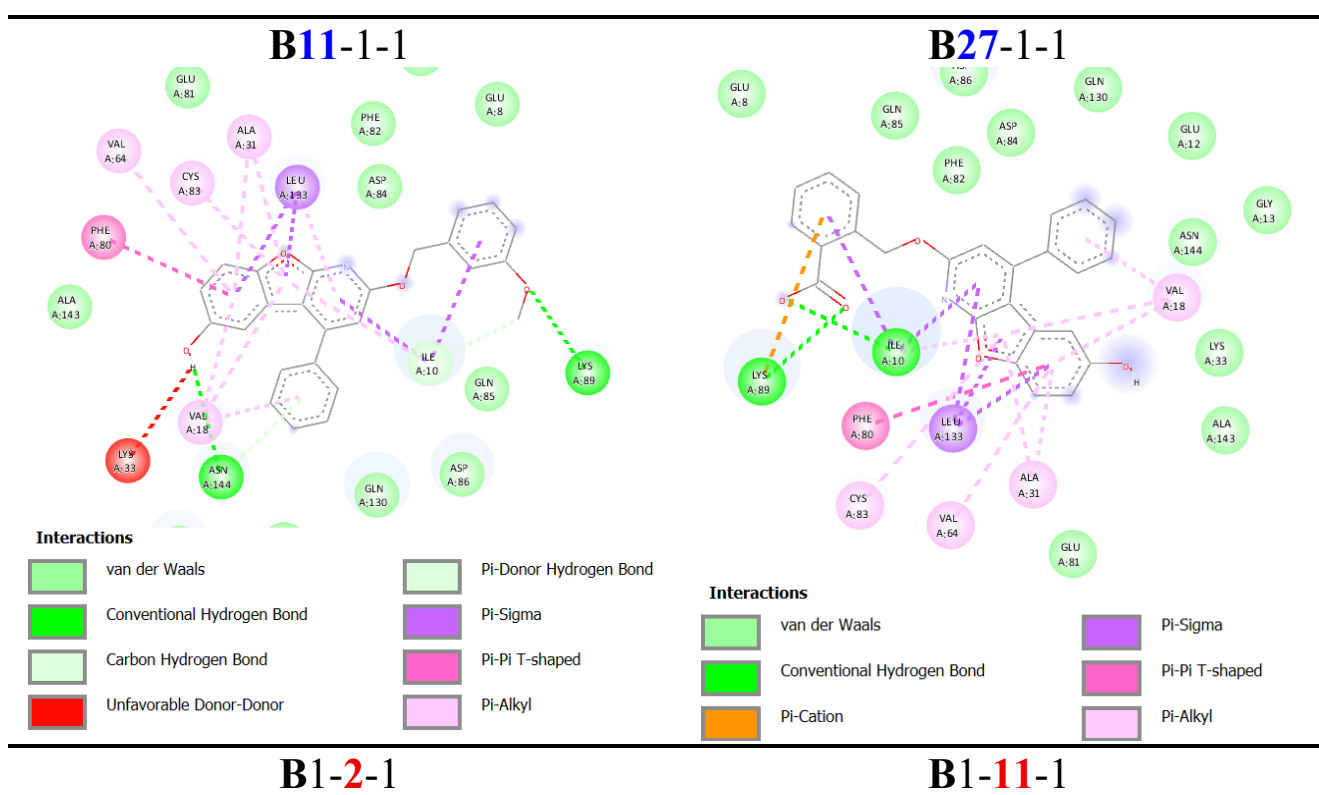 B11-1-1
B27-1-1
GLU
A:81
GLU
A:8
PHE
A:82
ALA
A:31
VAL
A:64
CYS
A:83
LEU
A:133
ASP
A:84
PHE
A:80
O
N
O
O
ALA
A:143
O
H
ILE
A:10
GLN
A:85
LYS
A:89
VAL
A:18
LYS
A:33
ASN
A:144
GLN
A:130
ASP
A:86
Interactions
van der Waals
Conventional Hydrogen Bond
Carbon Hydrogen Bond
Unfavorable Donor-Donor
Pi-Donor Hydrogen Bond
Pi-Sigma
Pi-Pi T-shaped
Pi-Alkyl
A:86
GLU
A:8
GLN
A:85
GLN
A:130
ASP
A:84
GLU
A:12
PHE
A:82
GLY
A:13
ASN
A:144
O
VAL
A:18
N
O
O
ILE
A:10
O
O
H
LYS
A:33
LYS
A:89
PHE
A:80
LEU
A:133
ALA
A:143
ALA
A:31
CYS
A:83
VAL
A:64
GLU
A:81
Interactions
van der Waals
Conventional Hydrogen Bond
Pi-Cation
Pi-Sigma
Pi-Pi T-shaped
Pi-Alkyl
B1-2-1
B1-11-1